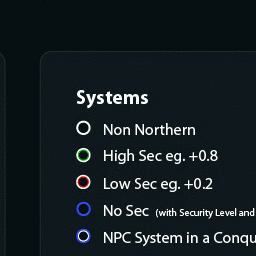 Systems
Non Northern
High Sec eg. +0.8
Low Sec eg. +0.2
No Sec (with Security Level and
NPC System in a Conqu